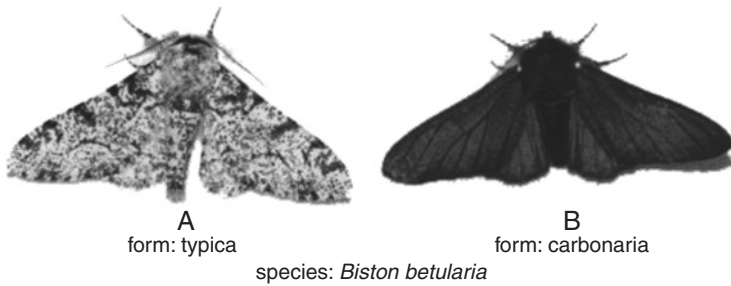 A
form: typica
B
form: carbonaria
species: Biston betularia